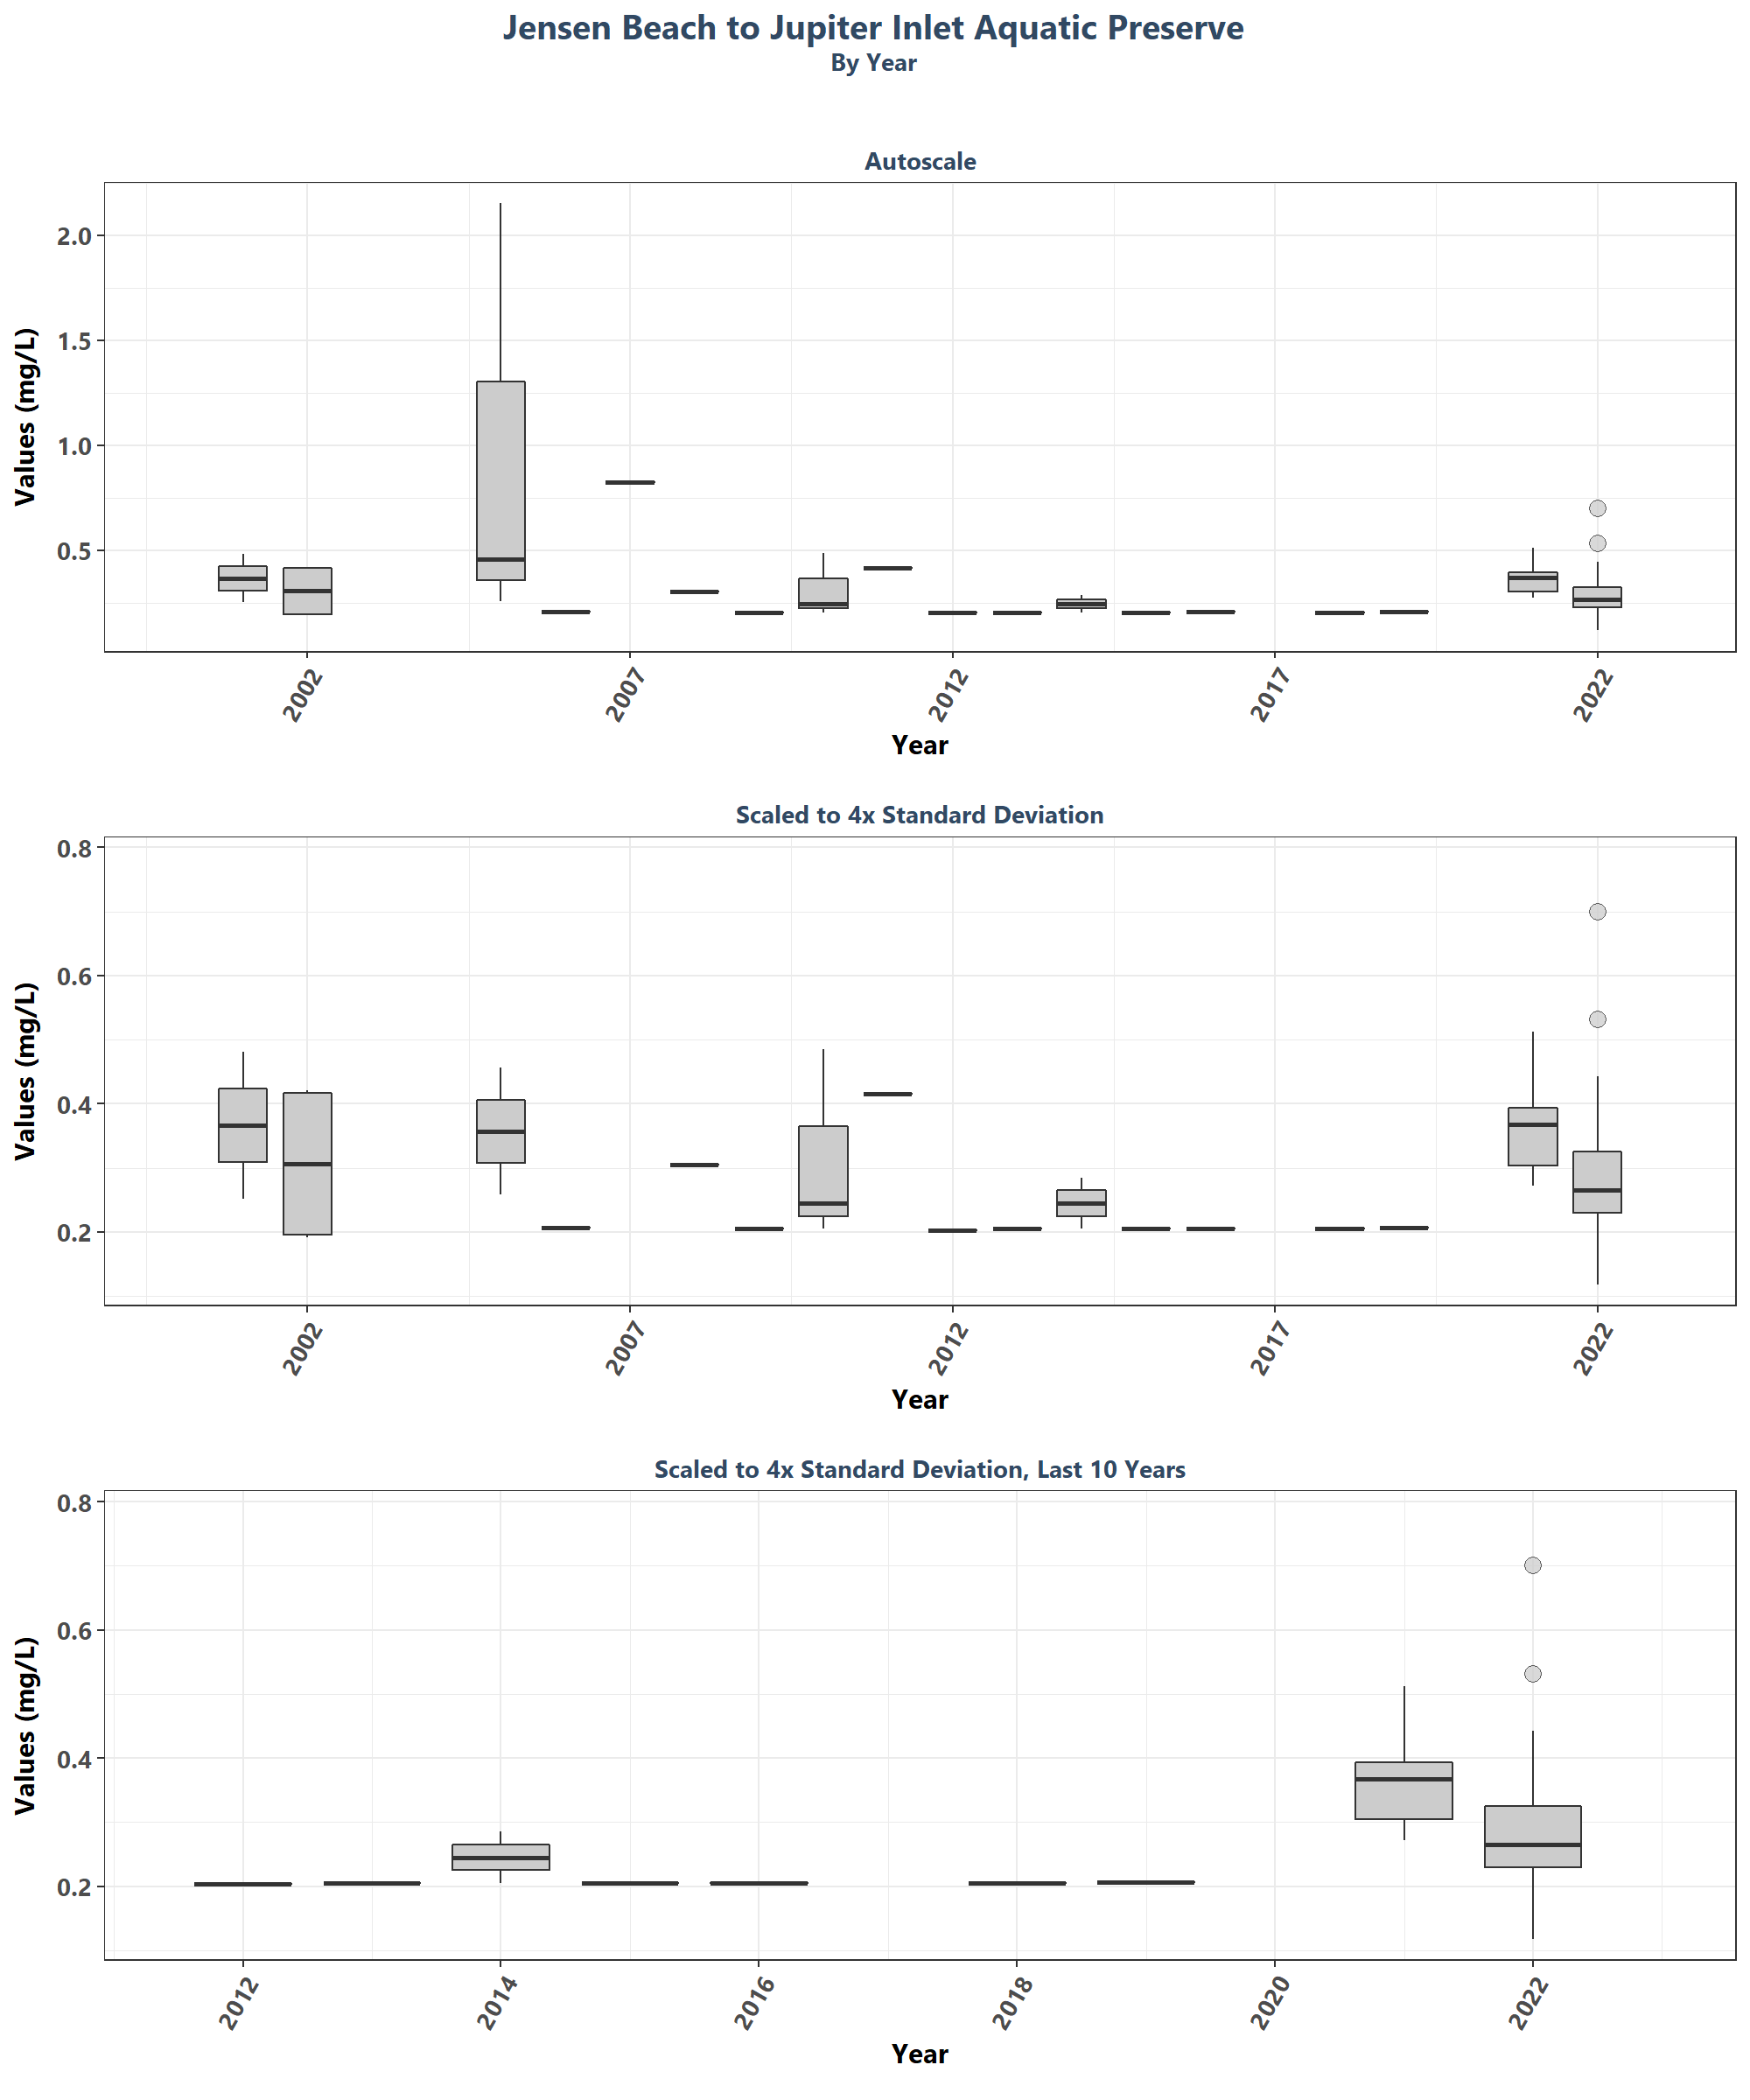 Jensen Beach to Jupiter Inlet Aquatic Preserve
By Year
Autoscale
Values (mg/L)
2.0
1.5
1.0
0.5
2002
2007
2012
2017
2022
Year
Scaled to 4x Standard Deviation
Values (mg/L)
0.8
0.6
0.4
0.2
2002
2007
2012
2017
2022
Year
Scaled to 4x Standard Deviation, Last 10 Years
Values (mg/L)
0.8
0.6
0.4
0.2
2012
2014
2016
2018
2020
2022
Year